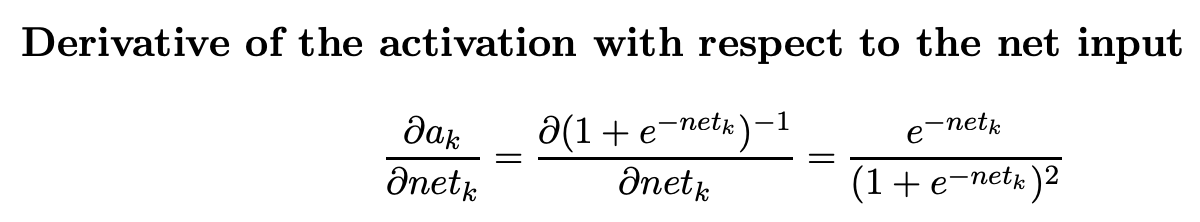 Derivative of the activation with respect to the net input
∂a_k/∂net_k = ∂(1 + e^{−net_k})^{−1}/∂net_k = e^{−net_k}/(1 + e^{−net_k})^2